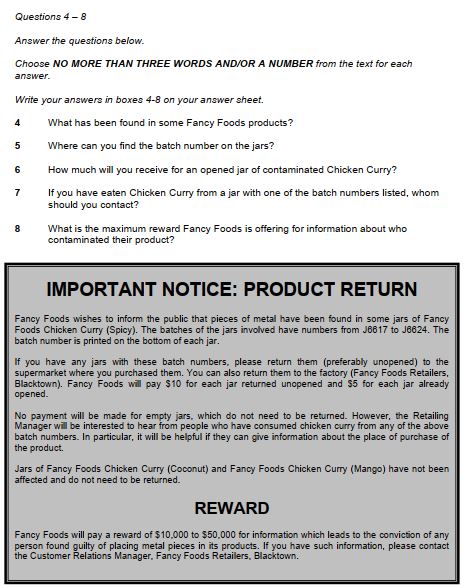 Questions 4 – 8
Answer the questions below.
Choose NO MORE THAN THREE WORDS AND/OR A NUMBER from the text for each
answer.
Write your answers in boxes 4-8 on your answer sheet.
4 What has been found in some Fancy Foods products?
5 Where can you find the batch number on the jars?
6 How much will you receive for an opened jar of contaminated Chicken Curry?
7 If you have eaten Chicken Curry from a jar with one of the batch numbers listed, whom
should you contact?
8 What is the maximum reward Fancy Foods is offering for information about who
contaminated their product?
IMPORTANT NOTICE: PRODUCT RETURN
Fancy Foods wishes to inform the public that pieces of metal have been found in some jars of Fancy
Foods Chicken Curry (Spicy). The batches of the jars involved have numbers from J6617 to J6624. The
batch number is printed on the bottom of each jar.
If you have any jars with these batch numbers, please return them (preferably unopened) to the
supermarket where you purchased them. You can also return them to the factory (Fancy Foods Retailers,
Blacktown). Fancy Foods will pay $10 for each jar returned unopened and $5 for each jar already
opened.
No payment will be made for empty jars, which do not need to be returned. However, the Retailing
Manager will be interested to hear from people who have consumed chicken curry from any of the above
batch numbers. In particular, it will be helpful if they can give information about the place of purchase of
the product.
Jars of Fancy Foods Chicken Curry (Coconut) and Fancy Foods Chicken Curry (Mango) have not been
affected and do not need to be returned.
REWARD
Fancy Foods will pay a reward of $10,000 to $50,000 for information which leads to the conviction of any
person found guilty of placing metal pieces in its products. If you have such information, please contact
the Customer Relations Manager, Fancy Foods Retailers, Blacktown.